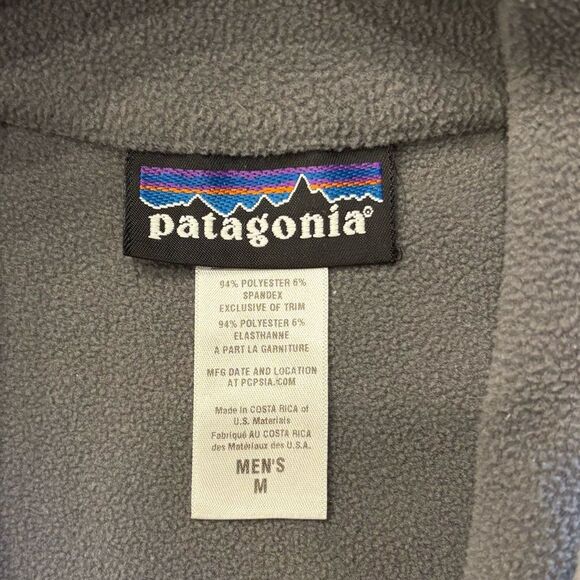 patagonia®
94% POLYESTER 6%
SPANDEX
EXCLUSIVE OF TRIM
94% POLYESTER 6%
ELASTHANNE
A PART LA GARNITURE
MFG DATE AND LOCATION
AT PCPSIA.COM
Made in COSTA RICA of
U.S. Materials
Fabriqué AU COSTA RICA
des Matériaux des U.S.A.
MEN'S
M